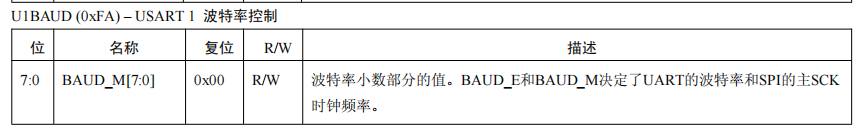 U1BAUD (0xFA) – USART 1 波特率控制
位 名称 复位 R/W 描述
7:0 BAUD_M[7:0] 0x00 R/W 波特率小数部分的值。BAUD_E和BAUD_M决定了UART的波特率和SPI的主SCK
时钟频率。